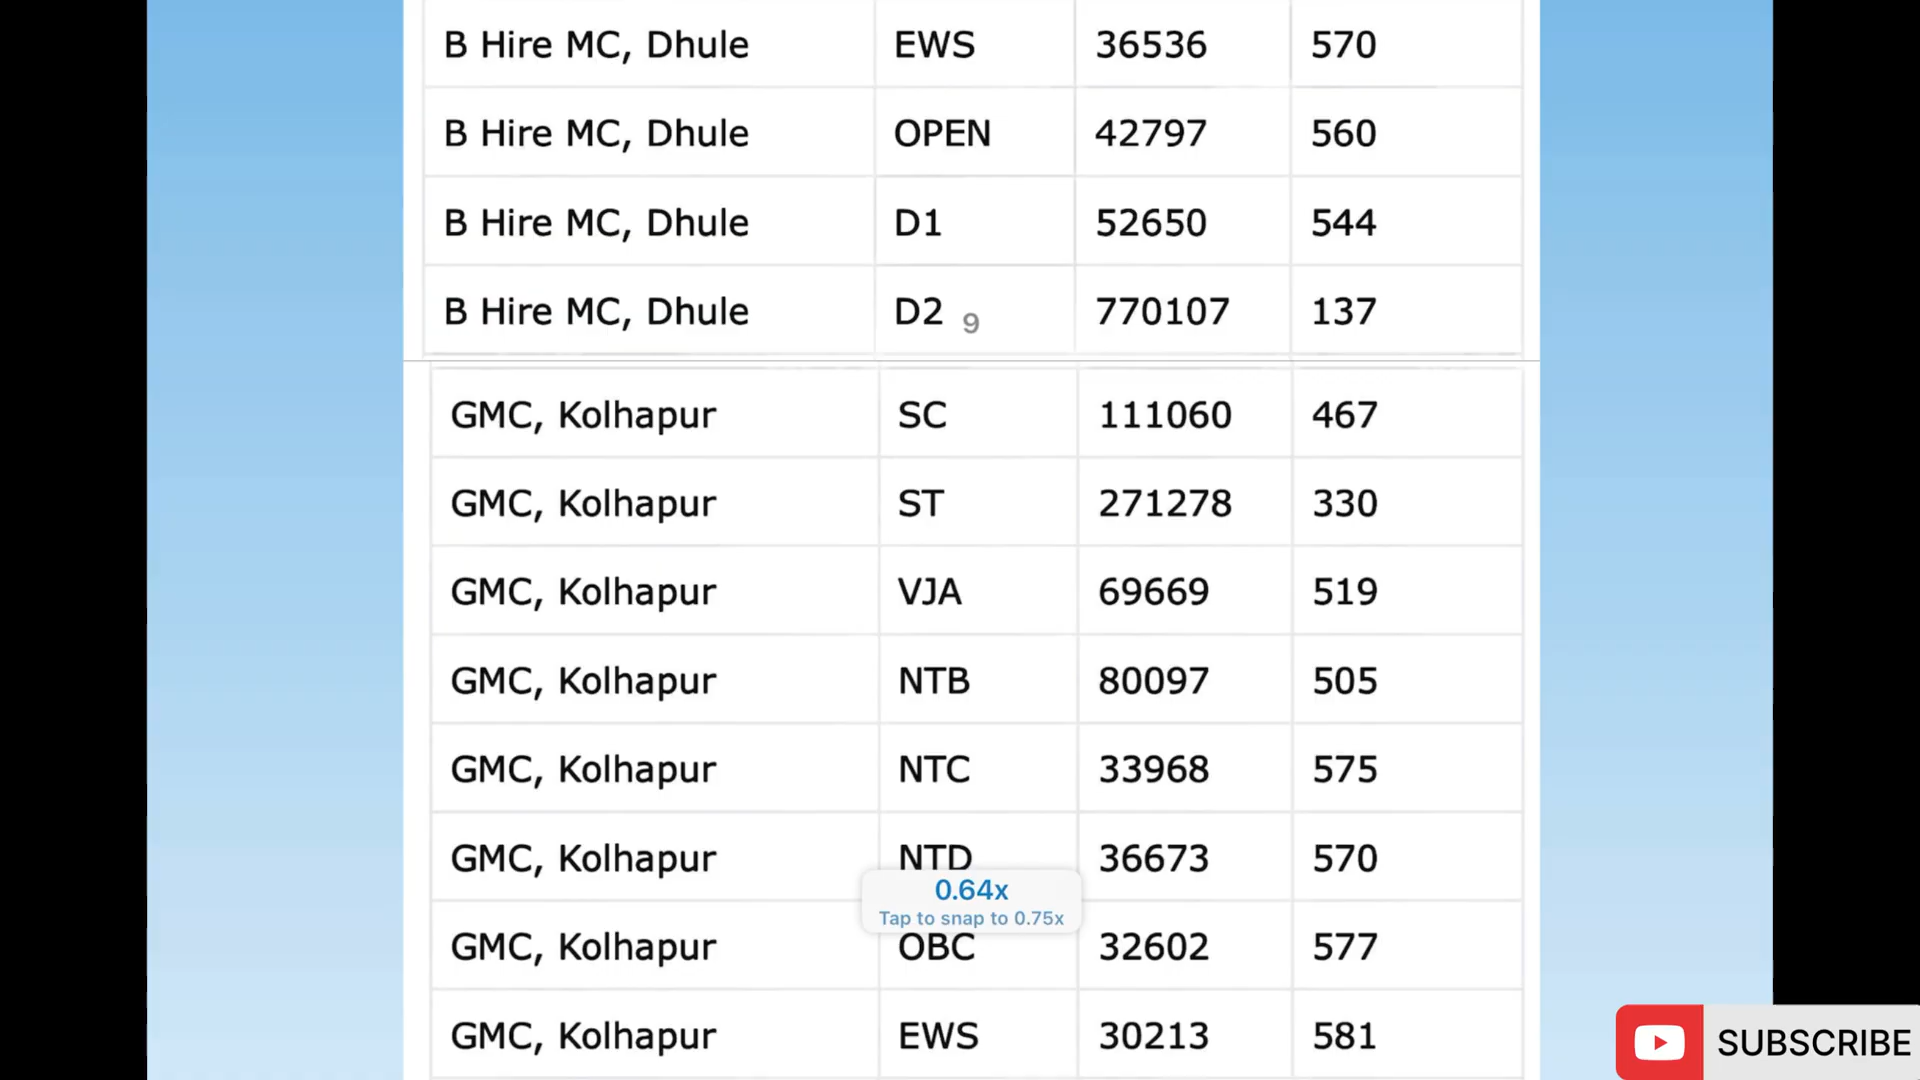 B Hire MC, Dhule EWS 36536 570
B Hire MC, Dhule OPEN 42797 560
B Hire MC, Dhule D1 52650 544
B Hire MC, Dhule D2 770107 137
9
GMC, Kolhapur SC 111060 467
GMC, Kolhapur ST 271278 330
GMC, Kolhapur VJA 69669 519
GMC, Kolhapur NTB 80097 505
GMC, Kolhapur NTC 33968 575
GMC, Kolhapur NTD 36673 570
0.64x
Tap to snap to 0.75x
GMC, Kolhapur OBC 32602 577
GMC, Kolhapur EWS 30213 581
SUBSCRIBE